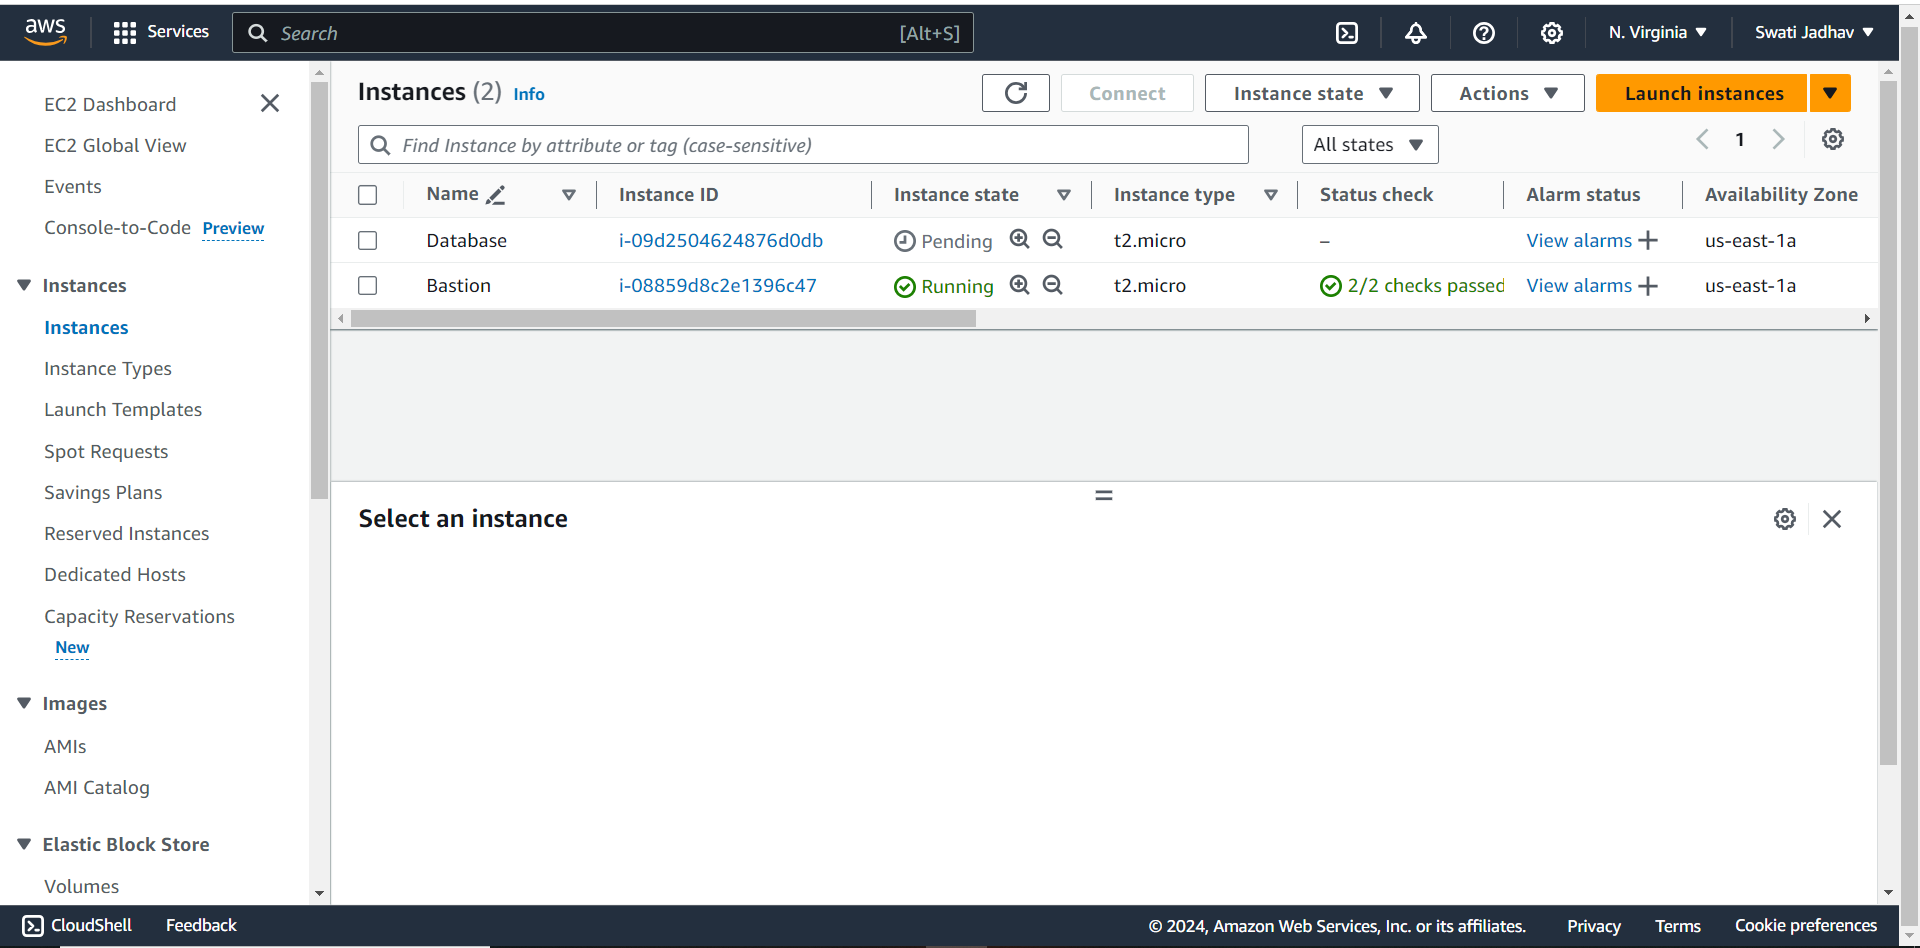 aws
Services
Search [Alt+S]
N. Virginia
Swati Jadhav
EC2 Dashboard
EC2 Global View
Events
Console-to-Code Preview
Instances
Instances
Instance Types
Launch Templates
Spot Requests
Savings Plans
Reserved Instances
Dedicated Hosts
Capacity Reservations
New
Images
AMIs
AMI Catalog
Elastic Block Store
Volumes
Instances (2) Info
Connect
Instance state
Actions
Launch instances
Find Instance by attribute or tag (case-sensitive)
All states
1
Name Instance ID Instance state Instance type Status check Alarm status Availability Zone
Database i-09d2504624876d0db Pending t2.micro – View alarms + us-east-1a
Bastion i-08859d8c2e1396c47 Running t2.micro 2/2 checks passed View alarms + us-east-1a
Select an instance
CloudShell Feedback © 2024, Amazon Web Services, Inc. or its affiliates. Privacy Terms Cookie preferences